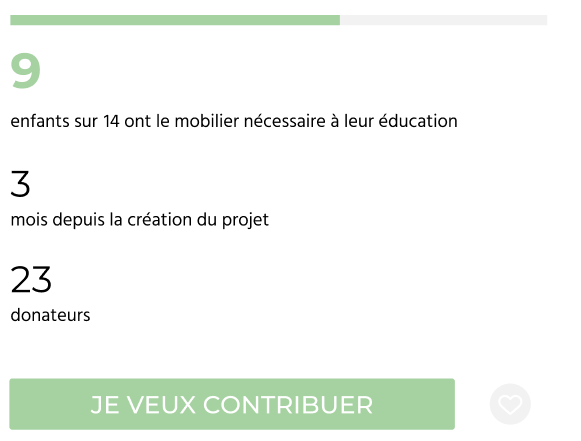 9
enfants sur 14 ont le mobilier nécessaire à leur éducation
3
mois depuis la création du projet
23
donateurs
JE VEUX CONTRIBUER